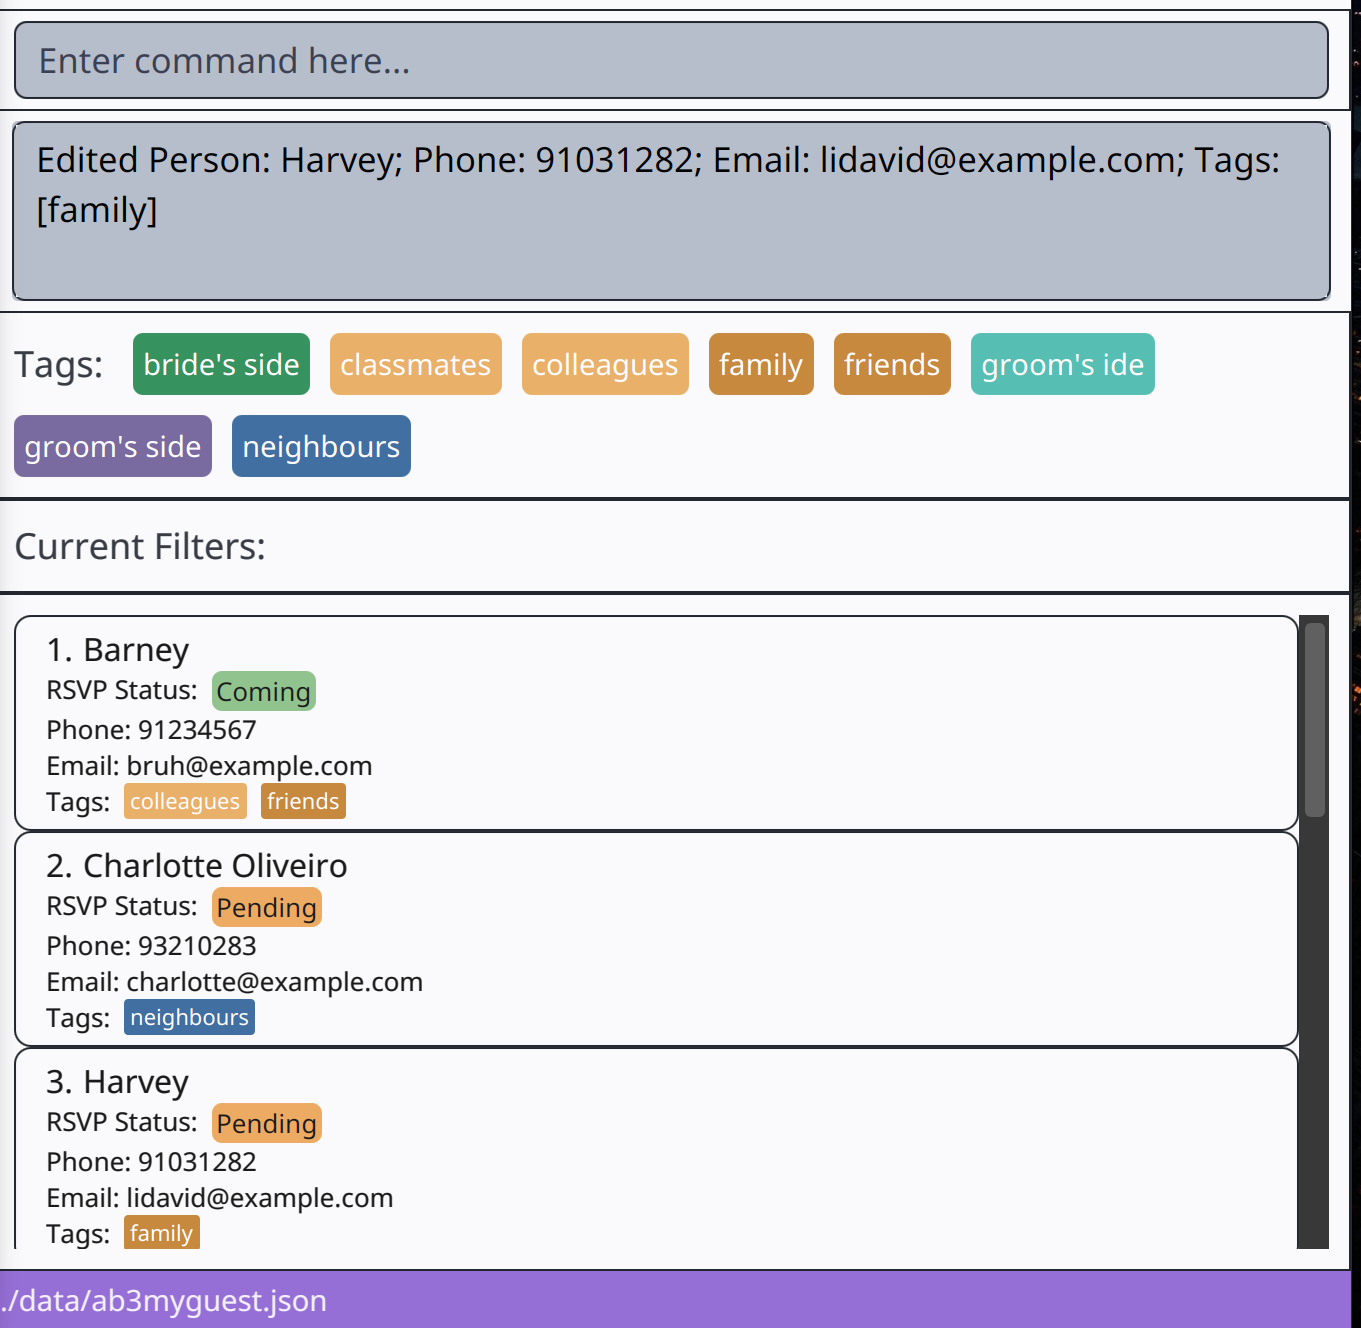 Enter command here...
Edited Person: Harvey; Phone: 91031282; Email: lidavid@example.com; Tags:
[family]
Tags: bride's side classmates colleagues family friends groom's ide
groom's side neighbours
Current Filters:
1. Barney
RSVP Status: Coming
Phone: 91234567
Email: bruh@example.com
Tags: colleagues friends
2. Charlotte Oliveiro
RSVP Status: Pending
Phone: 93210283
Email: charlotte@example.com
Tags: neighbours
3. Harvey
RSVP Status: Pending
Phone: 91031282
Email: lidavid@example.com
Tags: family
./data/ab3myguest.json